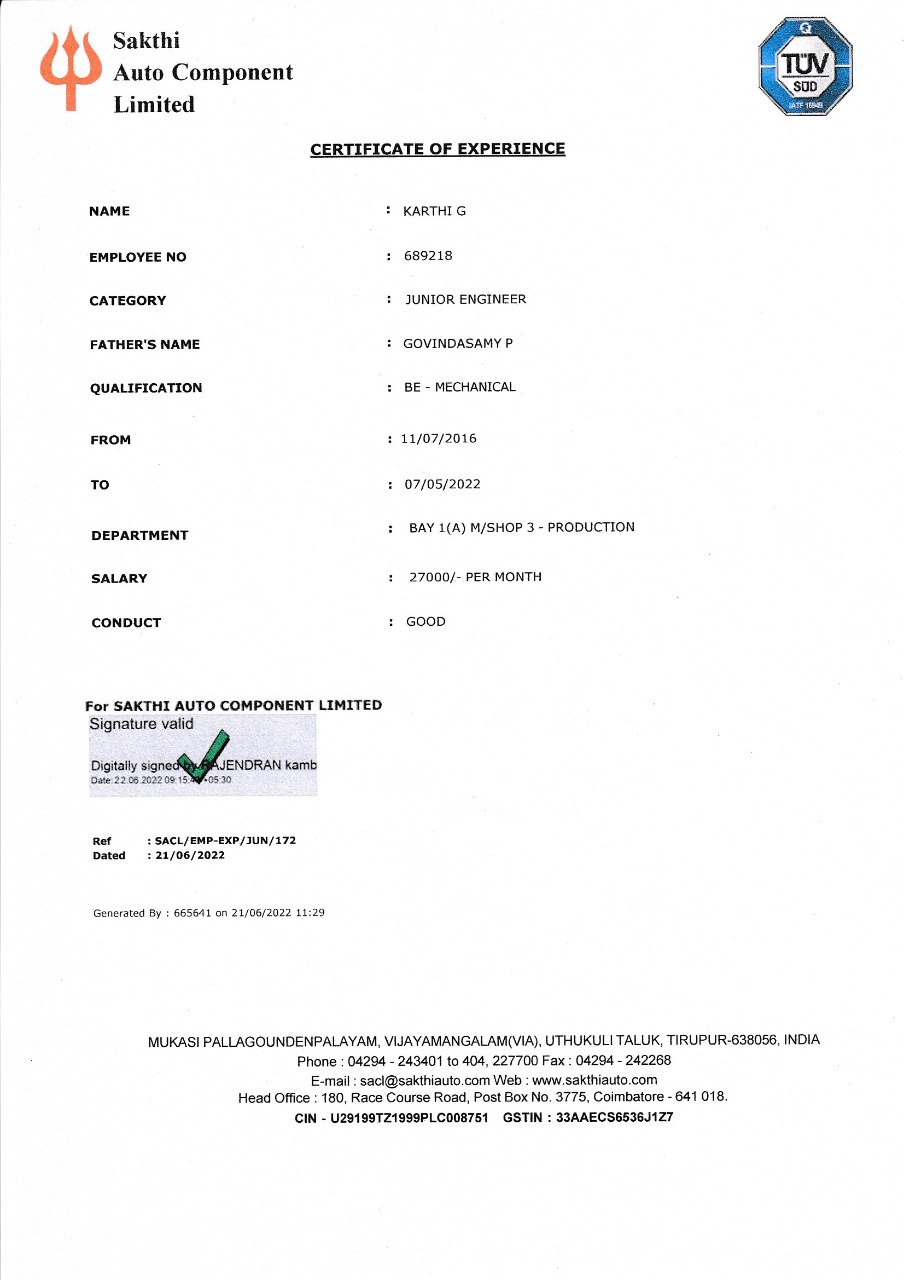 Sakthi
Auto Component
Limited
Q
TÜV
SÜD
IATF 16949
CERTIFICATE OF EXPERIENCE
NAME : KARTHI G
EMPLOYEE NO : 689218
CATEGORY : JUNIOR ENGINEER
FATHER'S NAME : GOVINDASAMY P
QUALIFICATION : BE - MECHANICAL
FROM : 11/07/2016
TO : 07/05/2022
DEPARTMENT : BAY 1(A) M/SHOP 3 - PRODUCTION
SALARY : 27000/- PER MONTH
CONDUCT : GOOD
For SAKTHI AUTO COMPONENT LIMITED
Signature valid
Digitally signed by RAJENDRAN kamb
Date:22.06.2022 09:15 +05:30
Ref : SACL/EMP-EXP/JUN/172
Dated : 21/06/2022
Generated By : 665641 on 21/06/2022 11:29
MUKASI PALLAGOUNDENPALAYAM, VIJAYAMANGALAM(VIA), UTHUKULI TALUK, TIRUPUR-638056, INDIA
Phone : 04294 - 243401 to 404, 227700 Fax : 04294 - 242268
E-mail : sacl@sakthiauto.com Web : www.sakthiauto.com
Head Office : 180, Race Course Road, Post Box No. 3775, Coimbatore - 641 018.
CIN - U29199TZ1999PLC008751 GSTIN : 33AAECS6536J1Z7